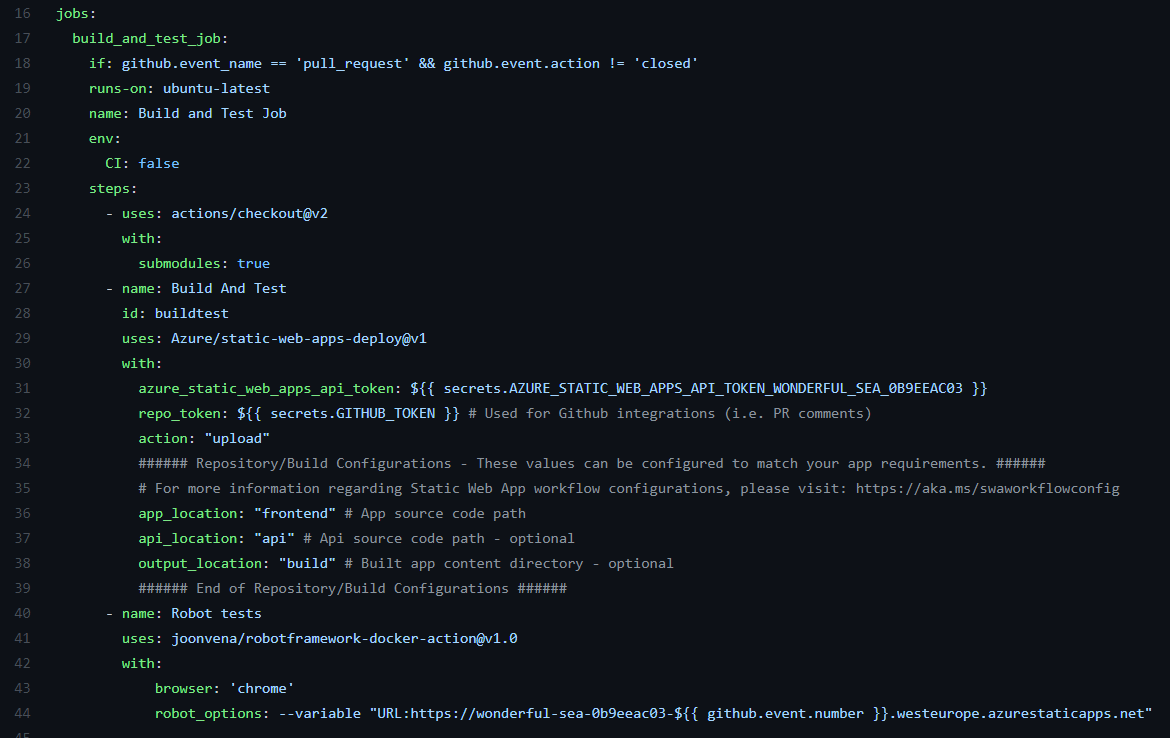 16 jobs:
17 build_and_test_job:
18 if: github.event_name == 'pull_request' && github.event.action != 'closed'
19 runs-on: ubuntu-latest
20 name: Build and Test Job
21 env:
22 CI: false
23 steps:
24 - uses: actions/checkout@v2
25 with:
26 submodules: true
27 - name: Build And Test
28 id: buildtest
29 uses: Azure/static-web-apps-deploy@v1
30 with:
31 azure_static_web_apps_api_token: ${{ secrets.AZURE_STATIC_WEB_APPS_API_TOKEN_WONDERFUL_SEA_0B9EEAC03 }}
32 repo_token: ${{ secrets.GITHUB_TOKEN }} # Used for Github integrations (i.e. PR comments)
33 action: "upload"
34 ###### Repository/Build Configurations - These values can be configured to match your app requirements. ######
35 # For more information regarding Static Web App workflow configurations, please visit: https://aka.ms/swaworkflowconfig
36 app_location: "frontend" # App source code path
37 api_location: "api" # Api source code path - optional
38 output_location: "build" # Built app content directory - optional
39 ###### End of Repository/Build Configurations ######
40 - name: Robot tests
41 uses: joonvena/robotframework-docker-action@v1.0
42 with:
43 browser: 'chrome'
44 robot_options: --variable "URL:https://wonderful-sea-0b9eeac03-${{ github.event.number }}.westeurope.azurestaticapps.net"